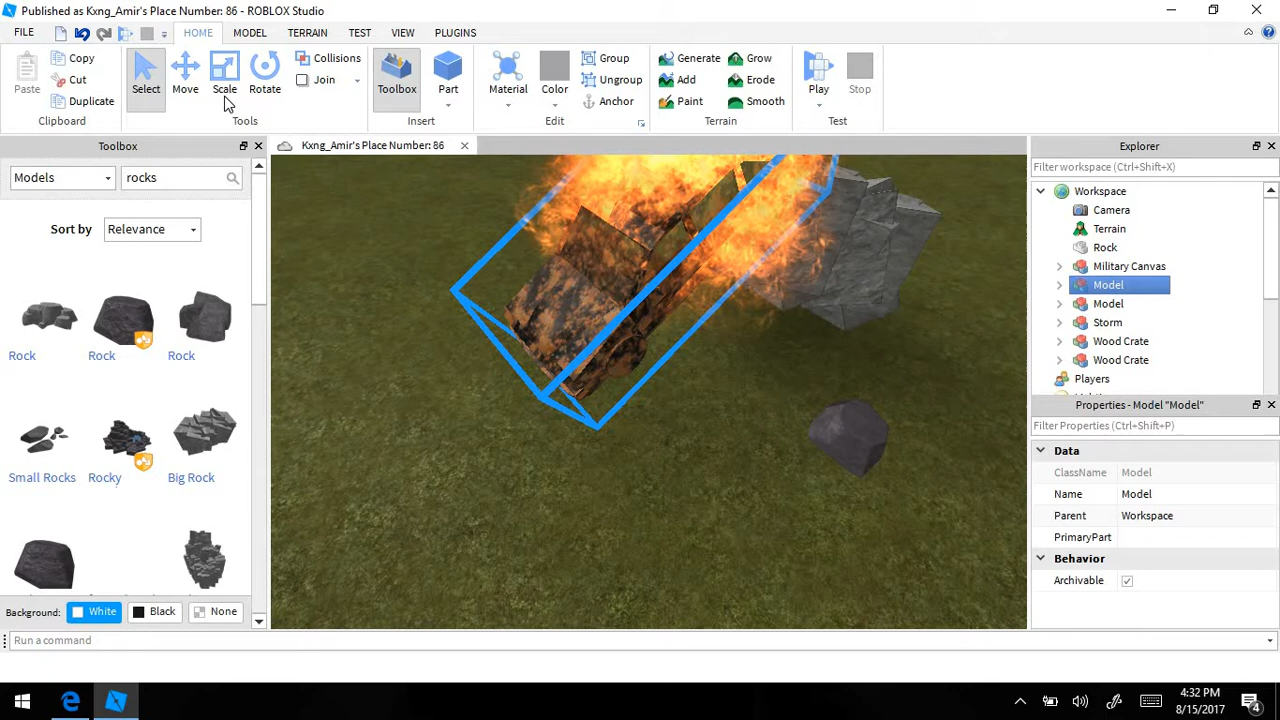 Published as Kxng_Amir's Place Number: 86 - ROBLOX Studio
FILE HOME MODEL TERRAIN TEST VIEW PLUGINS
Paste Copy Cut Duplicate
Clipboard
Select Move Scale Rotate Collisions Join
Tools
Toolbox Part
Insert
Material Color Group Ungroup Anchor
Edit
Generate Grow
Add Erode
Paint Smooth
Terrain
Play Stop
Test
Toolbox
Models rocks
Sort by Relevance
Rock Rock Rock
Small Rocks Rocky Big Rock
Background: White Black None
Kxng_Amir's Place Number: 86
Explorer
Filter workspace (Ctrl+Shift+X)
Workspace
Camera
Terrain
Rock
Military Canvas
Model
Model
Storm
Wood Crate
Wood Crate
Players
Properties - Model "Model"
Filter Properties (Ctrl+Shift+P)
Data
ClassName Model
Name Model
Parent Workspace
PrimaryPart
Behavior
Archivable
Run a command
4:32 PM
8/15/2017
4